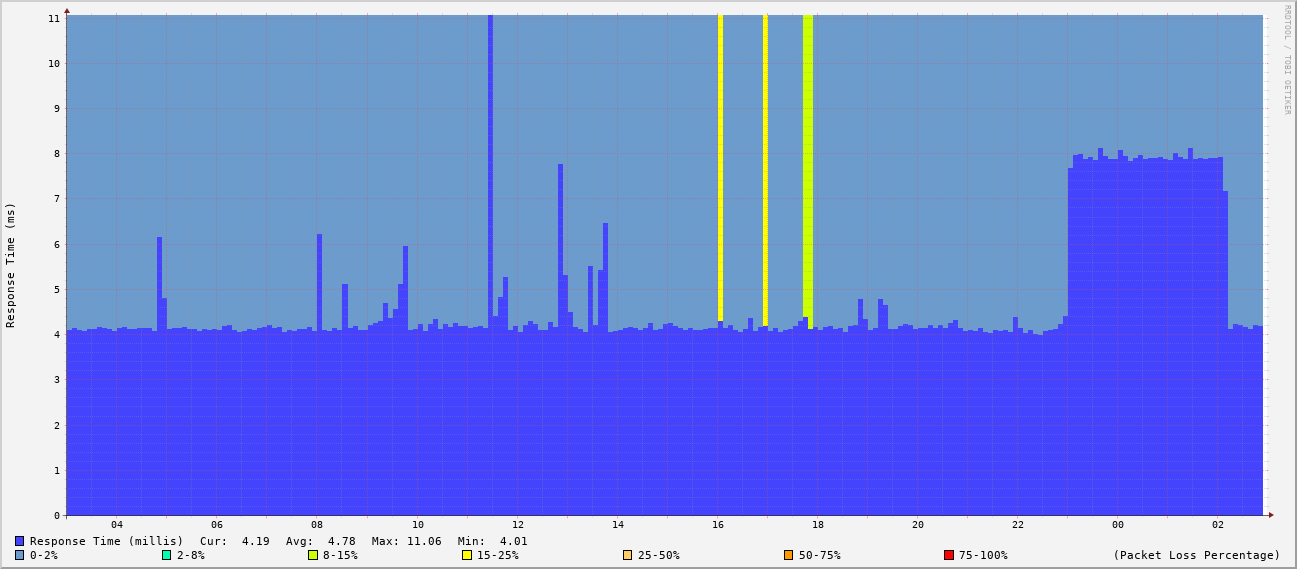 11
10
9
8
7
6
5
4
3
2
1
0
Response Time (ms)
RRDTOOL / TOBI OETIKER
04 06 08 10 12 14 16 18 20 22 00 02
Response Time (millis) Cur: 4.19 Avg: 4.78 Max: 11.06 Min: 4.01
0-2% 2-8% 8-15% 15-25% 25-50% 50-75% 75-100% (Packet Loss Percentage)